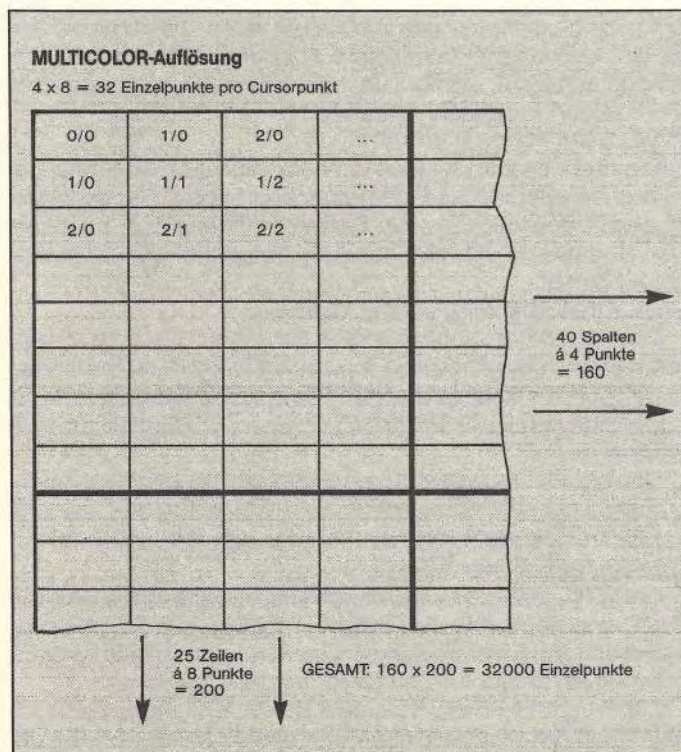 MULTICOLOR-Auflösung
4 x 8 = 32 Einzelpunkte pro Cursorpunkt
0/0 1/0 2/0 ...
1/0 1/1 1/2 ...
2/0 2/1 2/2 ...
40 Spalten
á 4 Punkte
= 160
25 Zeilen
á 8 Punkte
= 200
GESAMT: 160 x 200 = 32000 Einzelpunkte